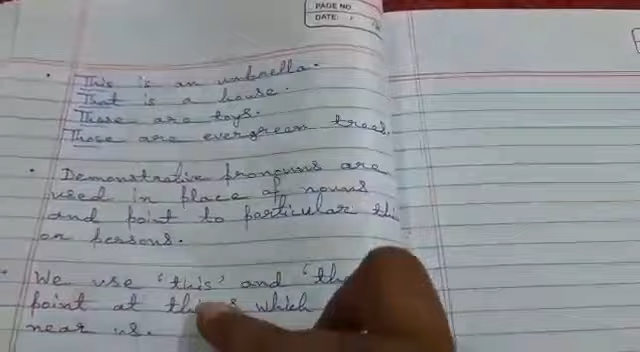 PAGE NO
DATE:
This is an umbrella.
That is a house.
These are toys.
Those are evergreen trees.
Demonstrative pronouns are
used in place of nouns
and point to particular
or persons.
We use 'this' and
point at which
near us.